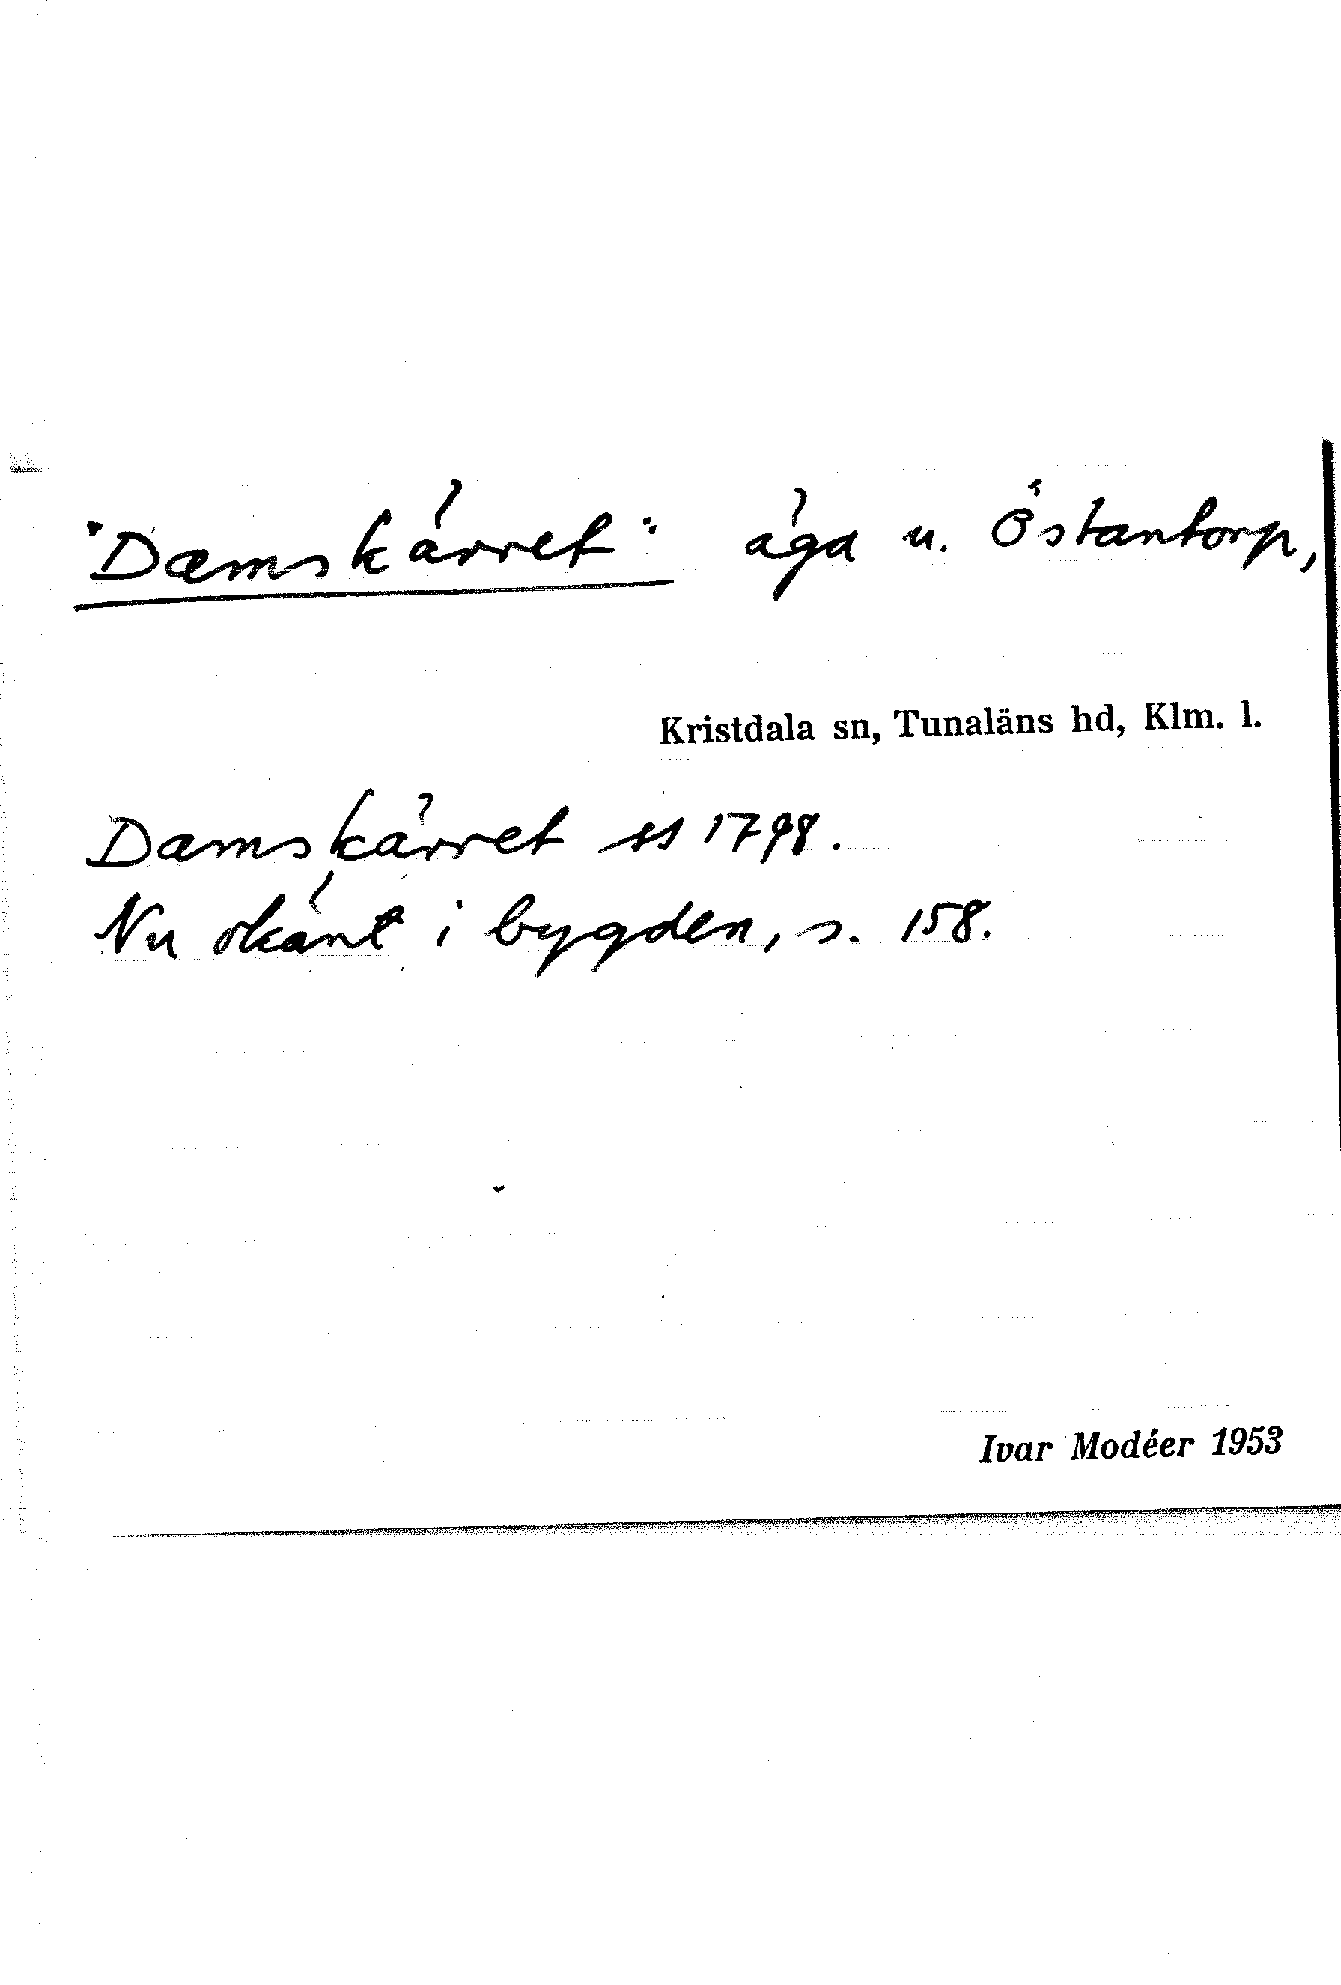 "Damskärret" äga u. Östantorp,
Kristdala sn, Tunaläns hd, Klm. l.
Damskärret ss 1798.
Nu okänt i bygden, s. 158.
Ivar Modéer 1953